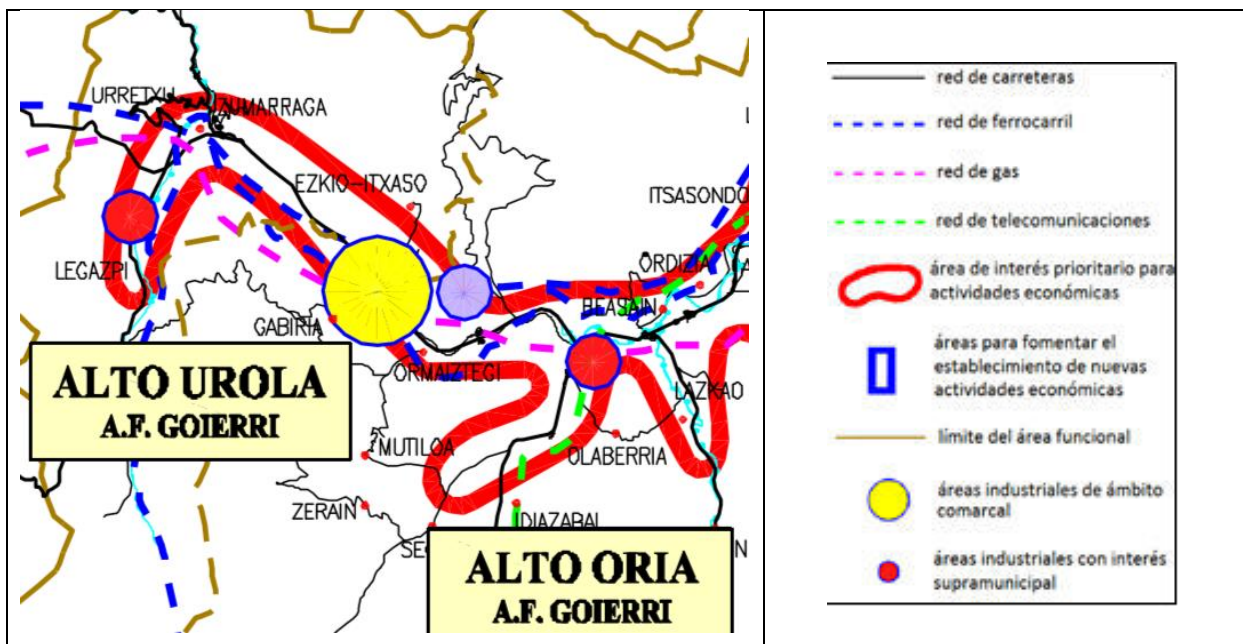 URRETXU
ZUMARRAGA
EZKIO-ITXASO
ITSASONDO
LEGAZPI
ORDIZIA
BEASAIN
GABIRIA
ORMAIZTEGI
LAZKAO
ALTO UROLA
A.F. GOIERRI
MUTILOA
OLABERRIA
ZERAIN
IDIAZABAL
ALTO ORIA
A.F. GOIERRI
red de carreteras
red de ferrocarril
red de gas
red de telecomunicaciones
área de interés prioritario para
actividades económicas
áreas para fomentar el
establecimiento de nuevas
actividades económicas
límite del área funcional
áreas industriales de ámbito
comarcal
áreas industriales con interés
supramunicipal